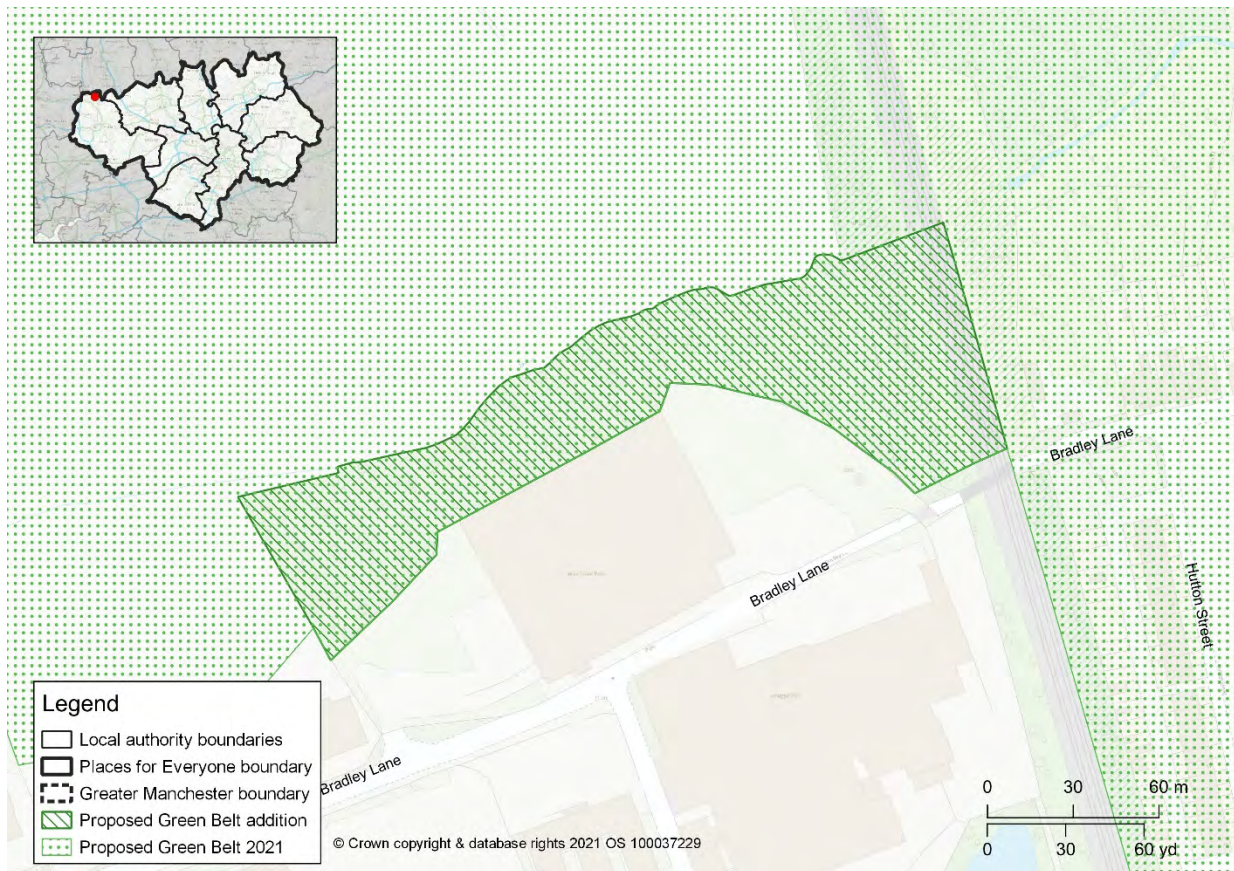 Bradley Lane
Hutton Street
Bradley Lane
Bradley Lane
Legend
Local authority boundaries
Places for Everyone boundary
Greater Manchester boundary
Proposed Green Belt addition
Proposed Green Belt 2021
© Crown copyright & database rights 2021 OS 100037229
0 30 60 m
0 30 60 yd